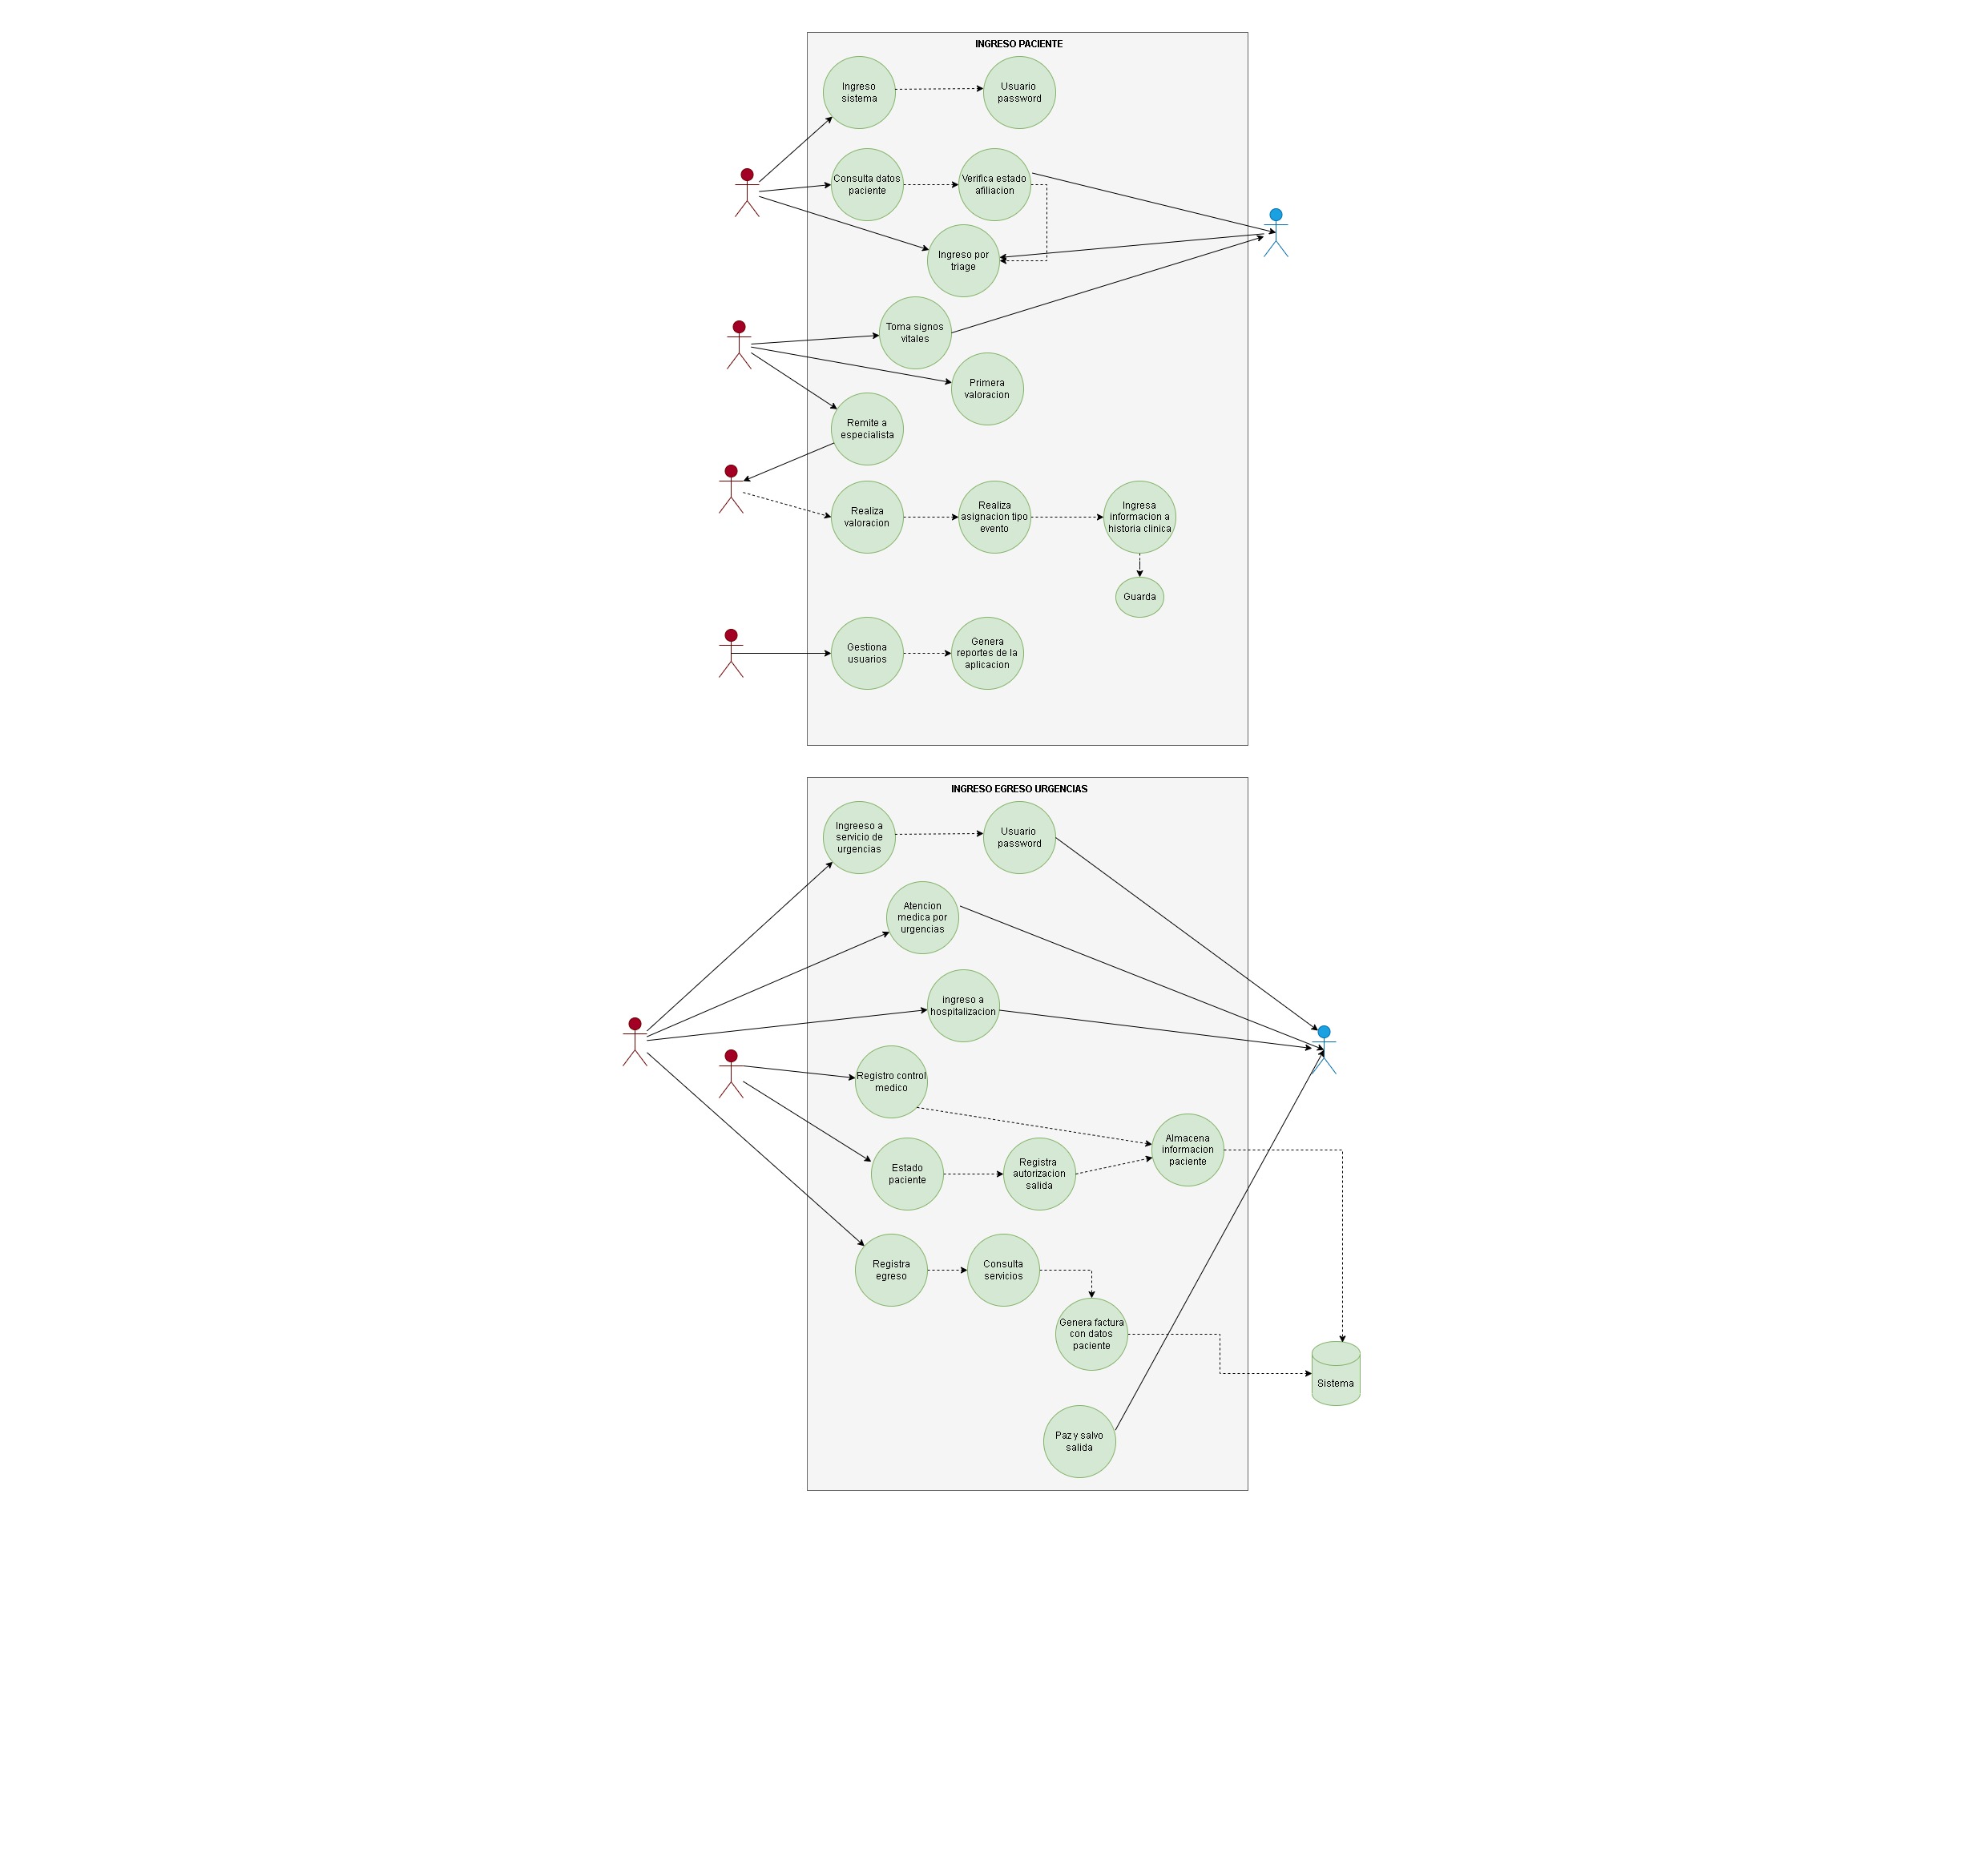 INGRESO PACIENTE
Ingreso
sistema
Usuario
password
Consulta datos
paciente
Verifica estado
afiliacion
Ingreso por
triage
Toma signos
vitales
Primera
valoracion
Remite a
especialista
Realiza
valoracion
Realiza
asignacion tipo
evento
Ingresa
informacion a
historia clinica
Guarda
Gestiona
usuarios
Genera
reportes de la
aplicacion
INGRESO EGRESO URGENCIAS
Ingreeso a
servicio de
urgencias
Usuario
password
Atencion
medica por
urgencias
ingreso a
hospitalizacion
Registro control
medico
Almacena
informacion
paciente
Estado
paciente
Registra
autorizacion
salida
Registra
egreso
Consulta
servicios
Genera factura
con datos
paciente
Sistema
Paz y salvo
salida